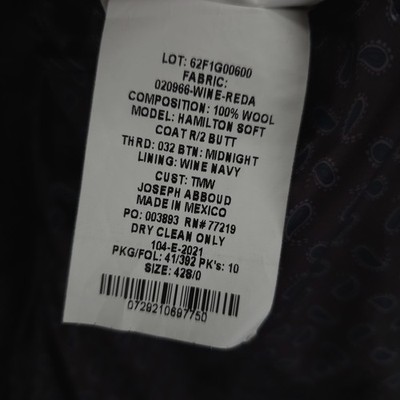 LOT: 62F1G00600
FABRIC:
020966-WINE-REDA
COMPOSITION: 100% WOOL
MODEL: HAMILTON SOFT
COAT R/2 BUTT
THRD: 032 BTN: MIDNIGHT
LINING: WINE NAVY
CUST: TMW
JOSEPH ABBOUD
MADE IN MEXICO
PO: 003893 RN# 77219
DRY CLEAN ONLY
104-E-2021
PKG/FOL: 41/392 PK's: 10
SIZE: 42S/0
0729210697750